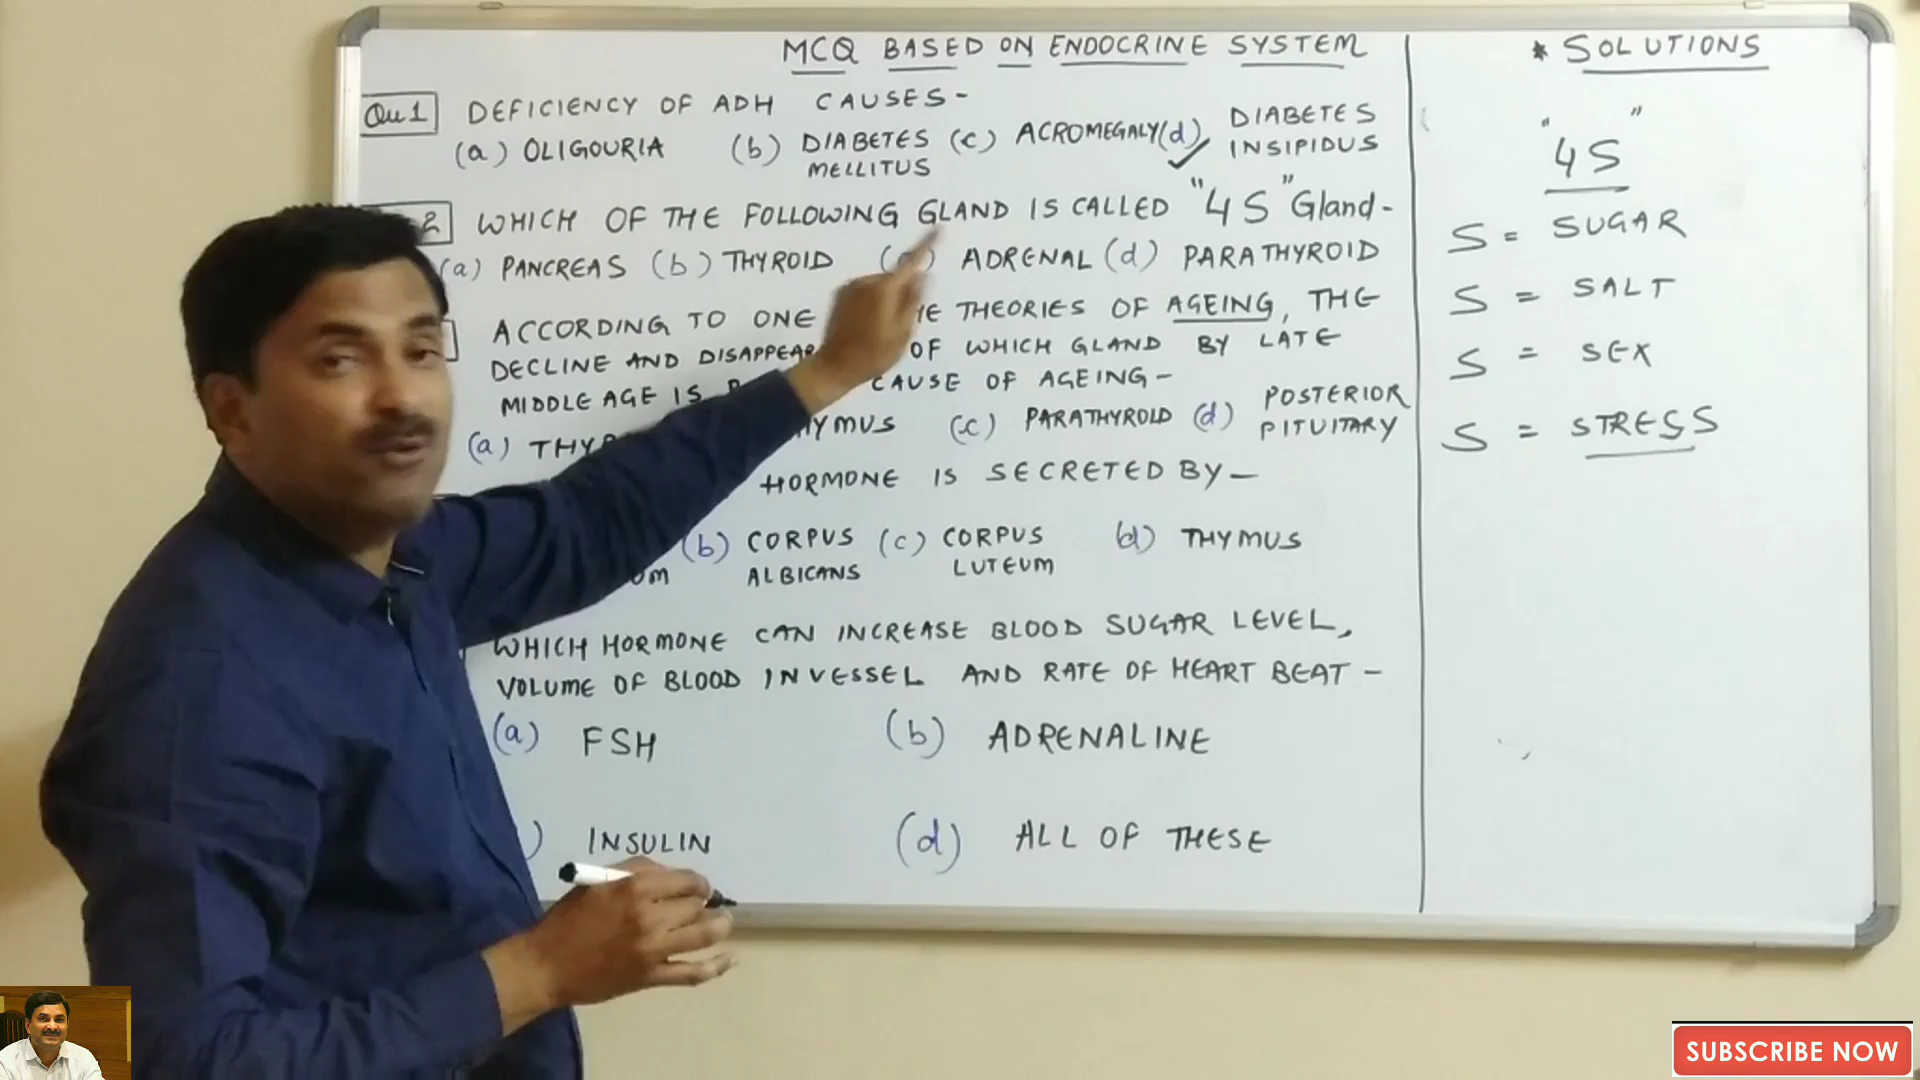 MCQ BASED ON ENDOCRINE SYSTEM
Qu 1 DEFICIENCY OF ADH CAUSES -
(a) OLIGOURIA (b) DIABETES MELLITUS (c) ACROMEGALY (d) DIABETES INSIPIDUS
2 WHICH OF THE FOLLOWING GLAND IS CALLED "4S" Gland -
(a) PANCREAS (b) THYROID (c) ADRENAL (d) PARATHYROID
ACCORDING TO ONE THEORIES OF AGEING, THE
DECLINE AND OF WHICH GLAND BY LATE
MIDDLE AGE IS CAUSE OF AGEING -
(a) (c) PARATHYROID (d) POSTERIOR PITUITARY
HORMONE IS SECRETED BY -
(b) CORPUS ALBICANS (c) CORPUS LUTEUM (d) THYMUS
WHICH HORMONE CAN INCREASE BLOOD SUGAR LEVEL,
VOLUME OF BLOOD IN VESSEL AND RATE OF HEART BEAT -
(a) FSH (b) ADRENALINE
) INSULIN (d) ALL OF THESE
* SOLUTIONS
"4S"
S = SUGAR
S = SALT
S = SEX
S = STRESS
SUBSCRIBE NOW